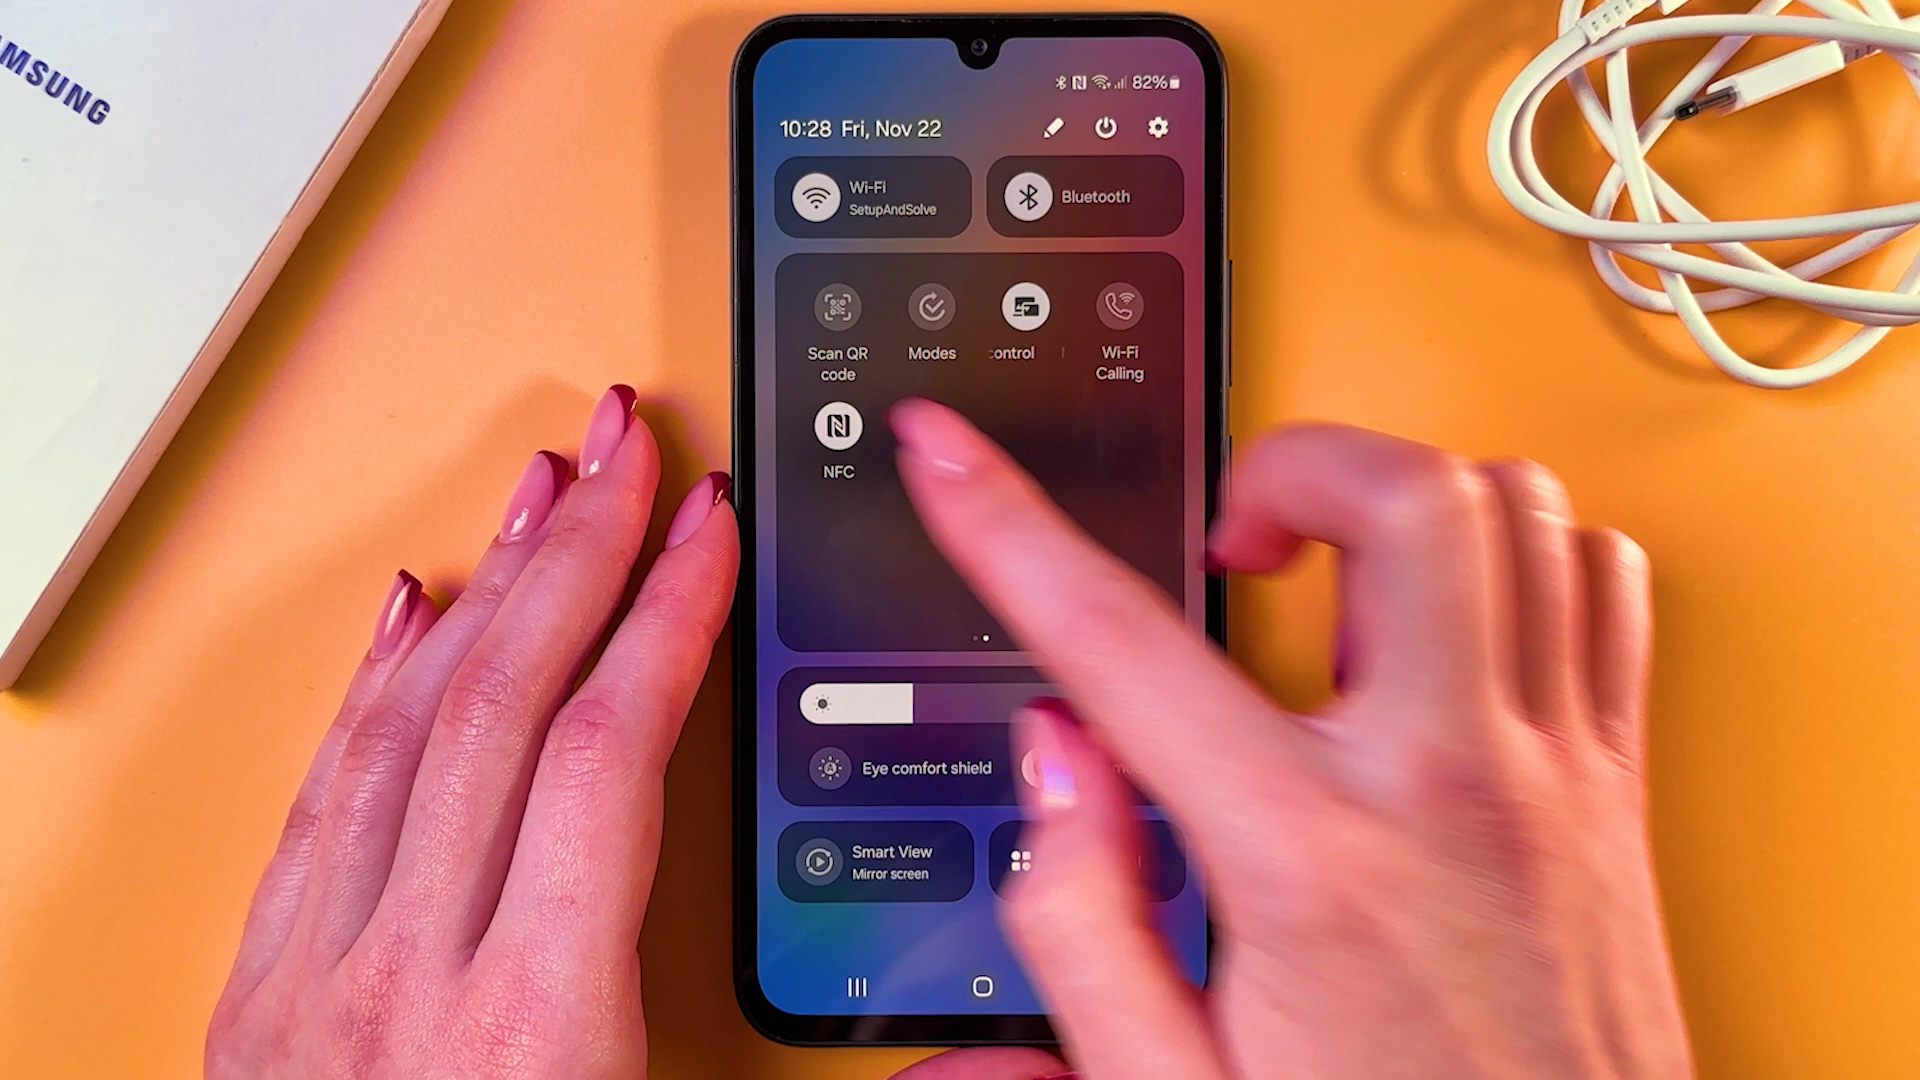 MSUNG
82%
10:28 Fri, Nov 22
Wi-Fi
SetupAndSolve
Bluetooth
Scan QR
code
Modes
control
Wi-Fi
Calling
NFC
Eye comfort shield
Smart View
Mirror screen